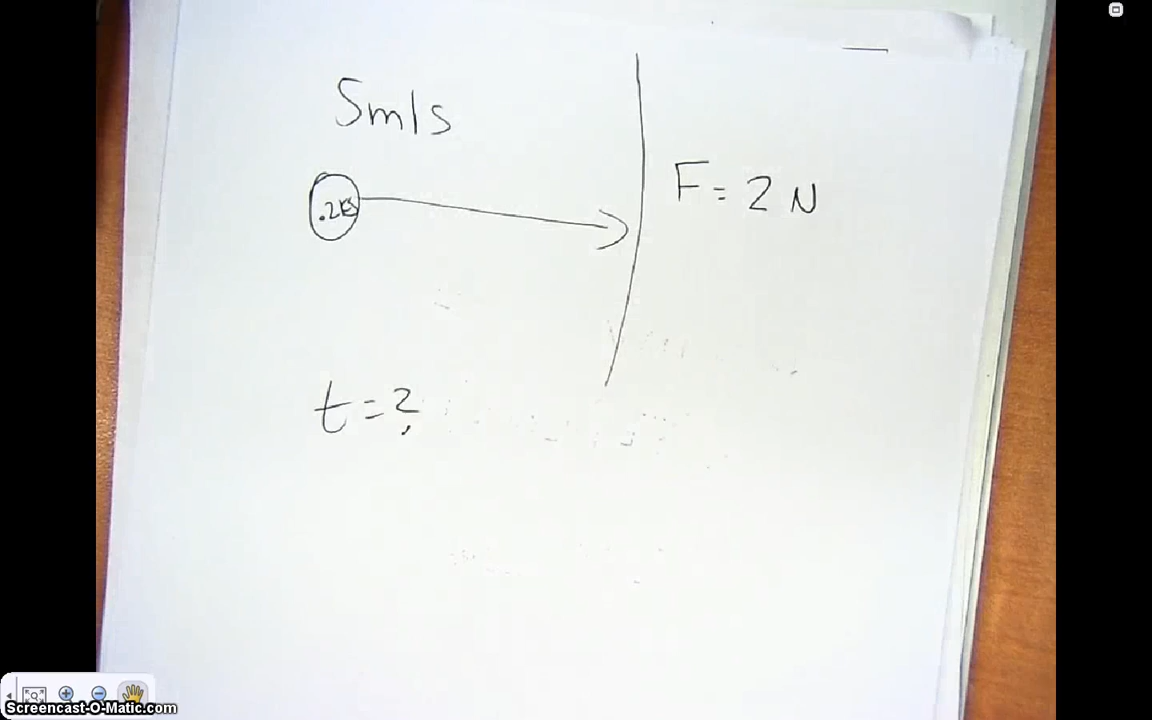 5m/s
.2KG
F = 2 N
t = ?
Screencast-O-Matic.com